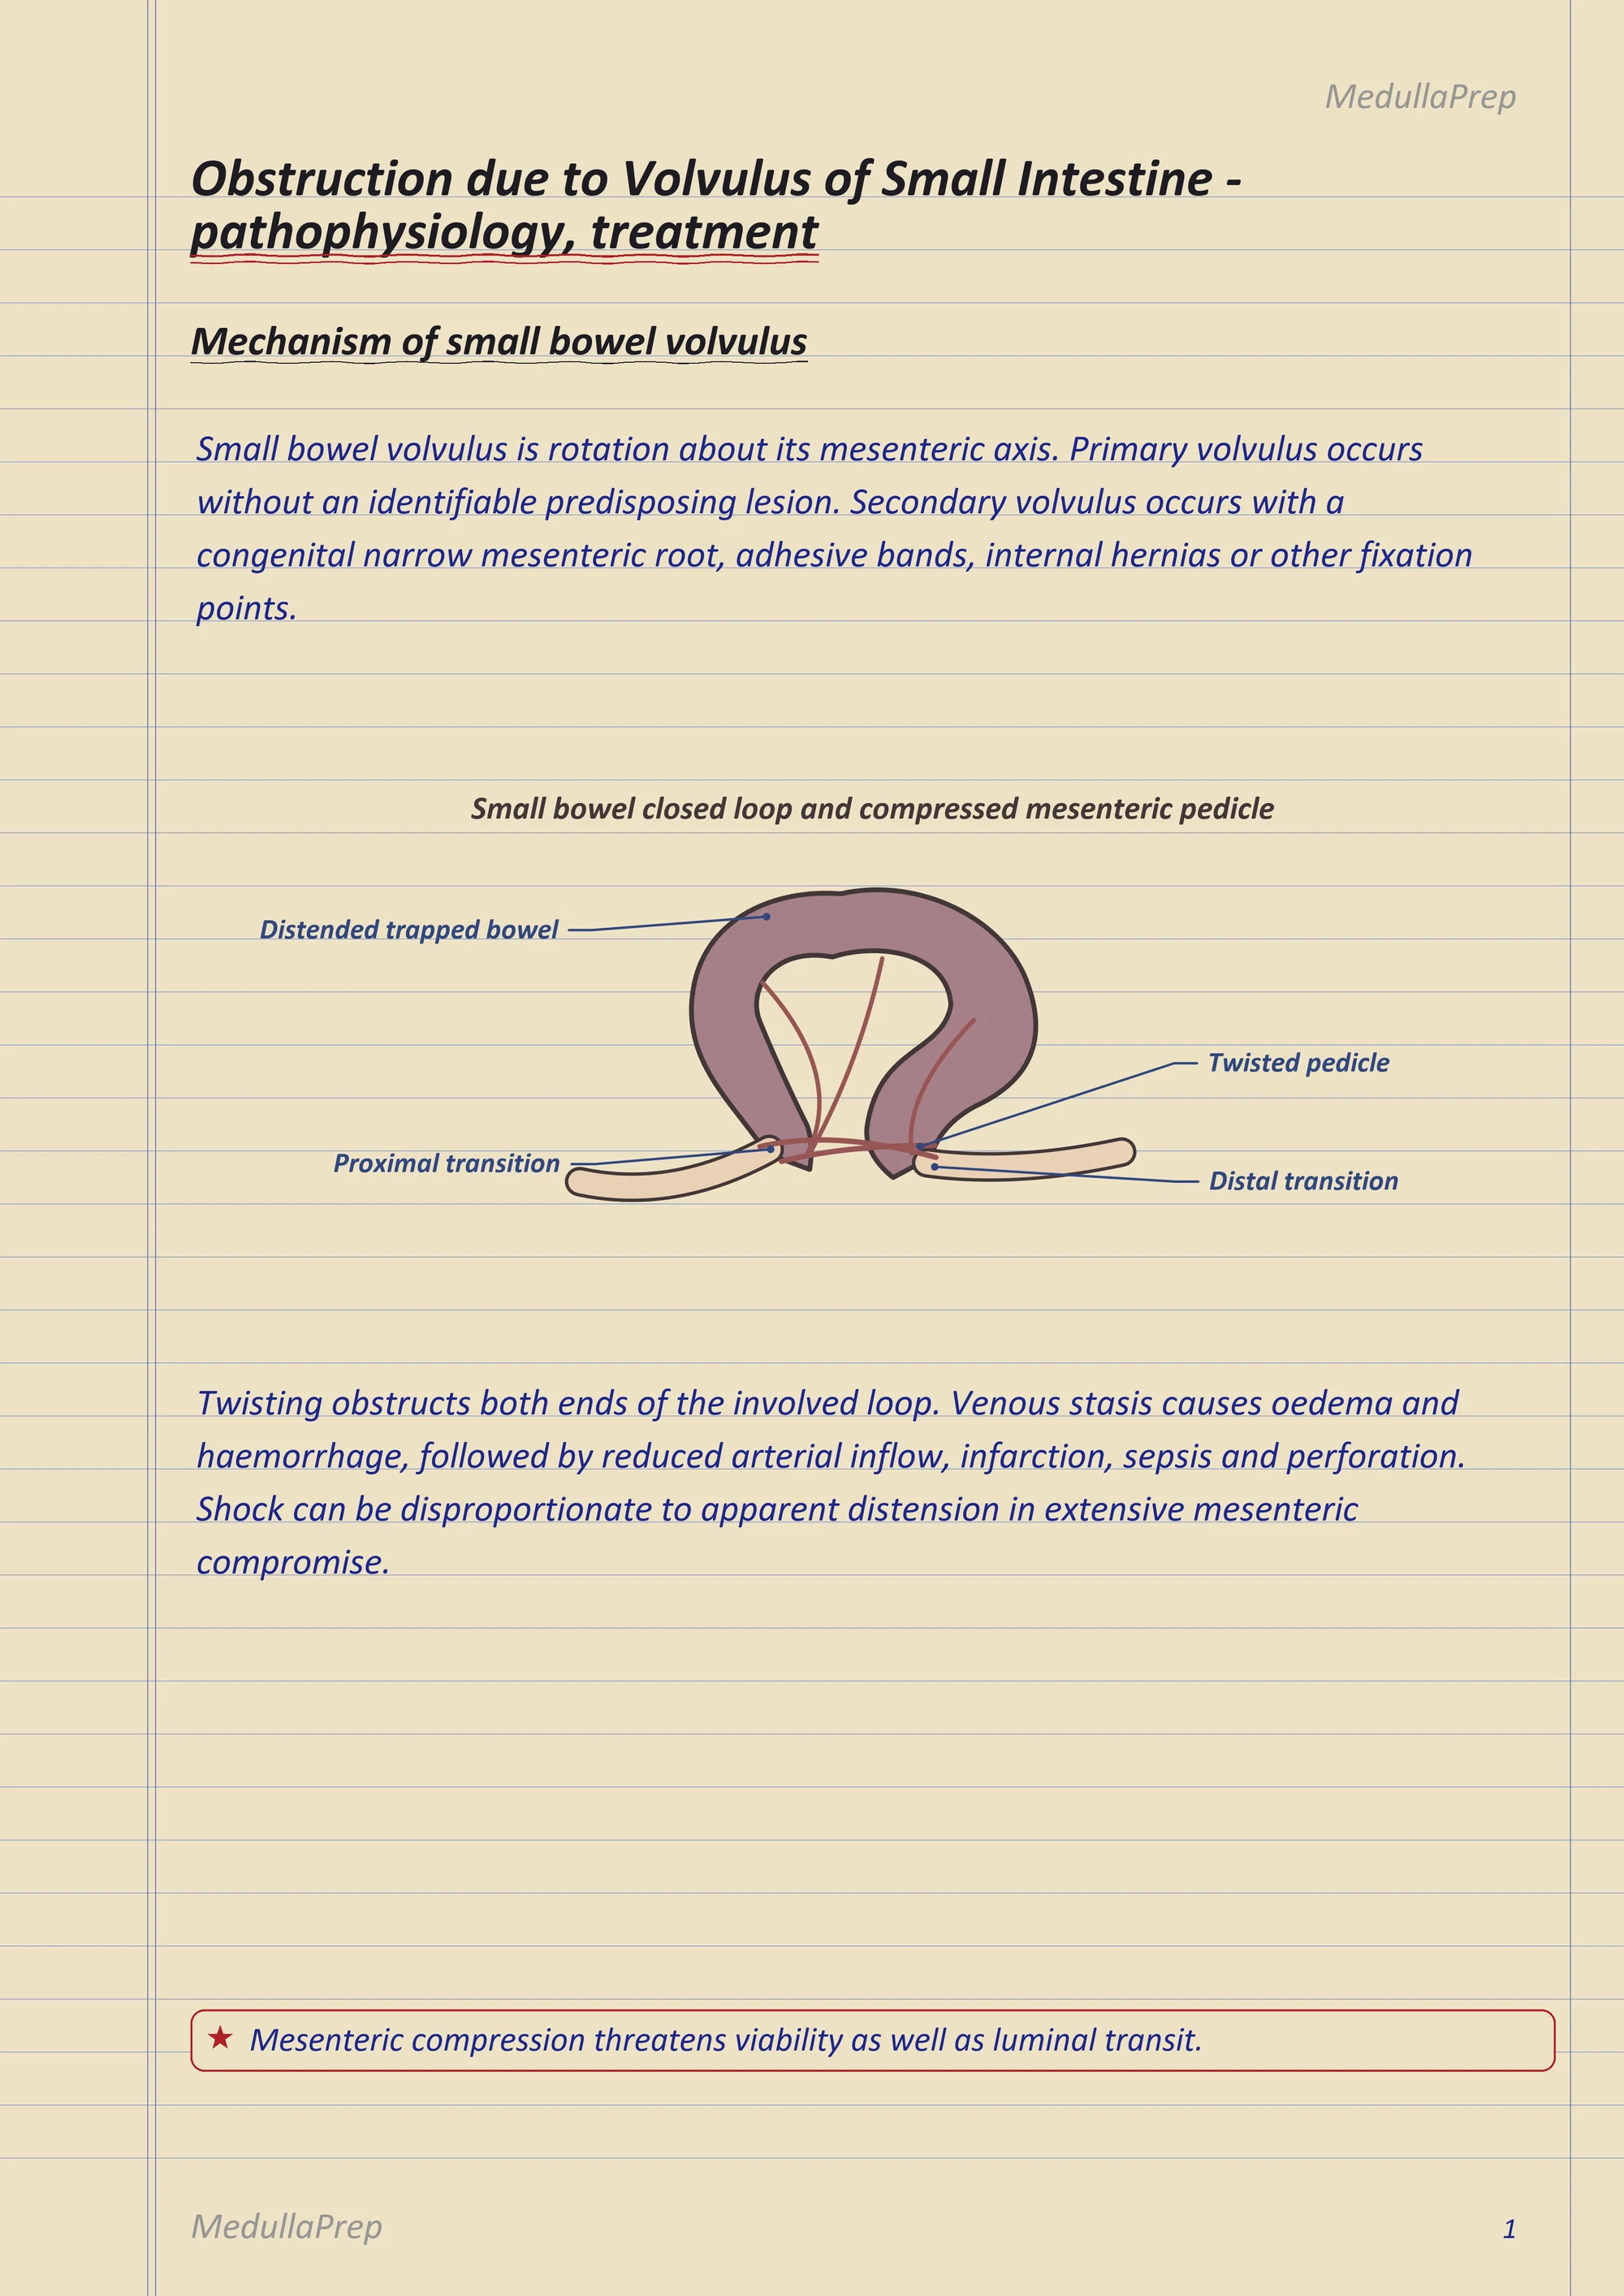 MedullaPrep
Obstruction due to Volvulus of Small Intestine -
pathophysiology, treatment
Mechanism of small bowel volvulus
Small bowel volvulus is rotation about its mesenteric axis. Primary volvulus occurs
without an identifiable predisposing lesion. Secondary volvulus occurs with a
congenital narrow mesenteric root, adhesive bands, internal hernias or other fixation
points.
Small bowel closed loop and compressed mesenteric pedicle
Distended trapped bowel
Twisted pedicle
Proximal transition
Distal transition
Twisting obstructs both ends of the involved loop. Venous stasis causes oedema and
haemorrhage, followed by reduced arterial inflow, infarction, sepsis and perforation.
Shock can be disproportionate to apparent distension in extensive mesenteric
compromise.
★ Mesenteric compression threatens viability as well as luminal transit.
MedullaPrep
1